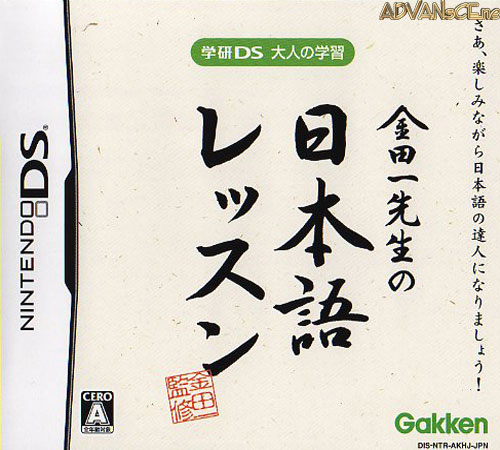 ADVANsCE.ne
学研DS 大人の学習
さあ、楽しみながら日本語の達人になりましょう!
金田一先生の
日本語
レッスン
金田一
監修
NINTENDO DS
CERO
A
全年齢対象
Gakken
DIS-NTR-AKHJ-JPN